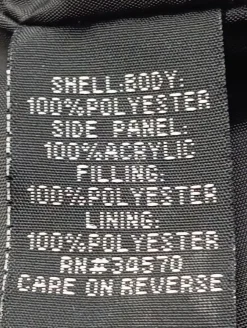 SHELL:BODY:
100%POLYESTER
SIDE PANEL:
100%ACRYLIC
FILLING:
100%POLYESTER
LINING:
100%POLYESTER
RN#34570
CARE ON REVERSE